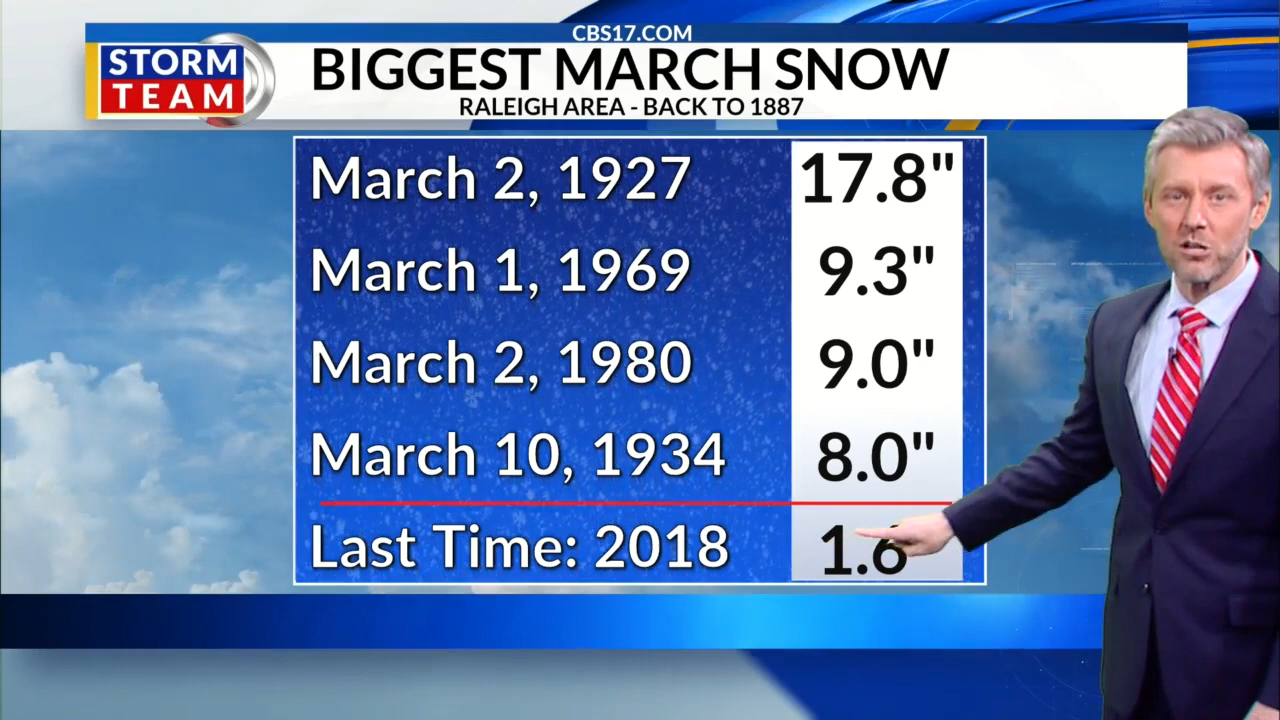 CBS17.COM
STORM
TEAM
BIGGEST MARCH SNOW
RALEIGH AREA - BACK TO 1887
March 2, 1927 17.8"
March 1, 1969 9.3"
March 2, 1980 9.0"
March 10, 1934 8.0"
Last Time: 2018 1.6"